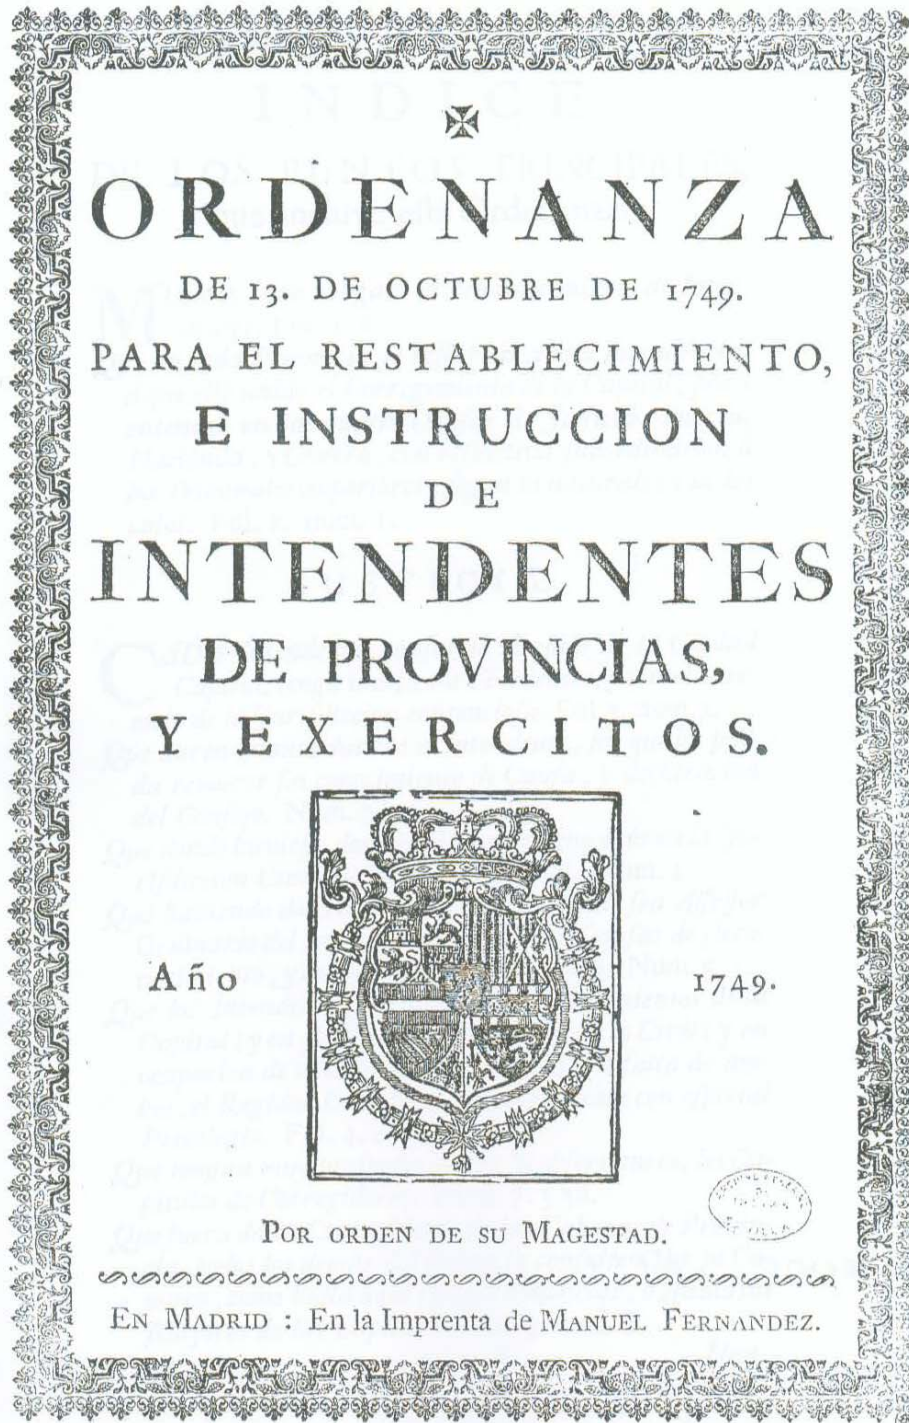 ORDENANZA
DE 13. DE OCTUBRE DE 1749.
PARA EL RESTABLECIMIENTO,
E INSTRUCCION
DE
INTENDENTES
DE PROVINCIAS,
Y EXERCITOS.
Año 1749.
POR ORDEN DE SU MAGESTAD.
EN MADRID : En la Imprenta de MANUEL FERNANDEZ.